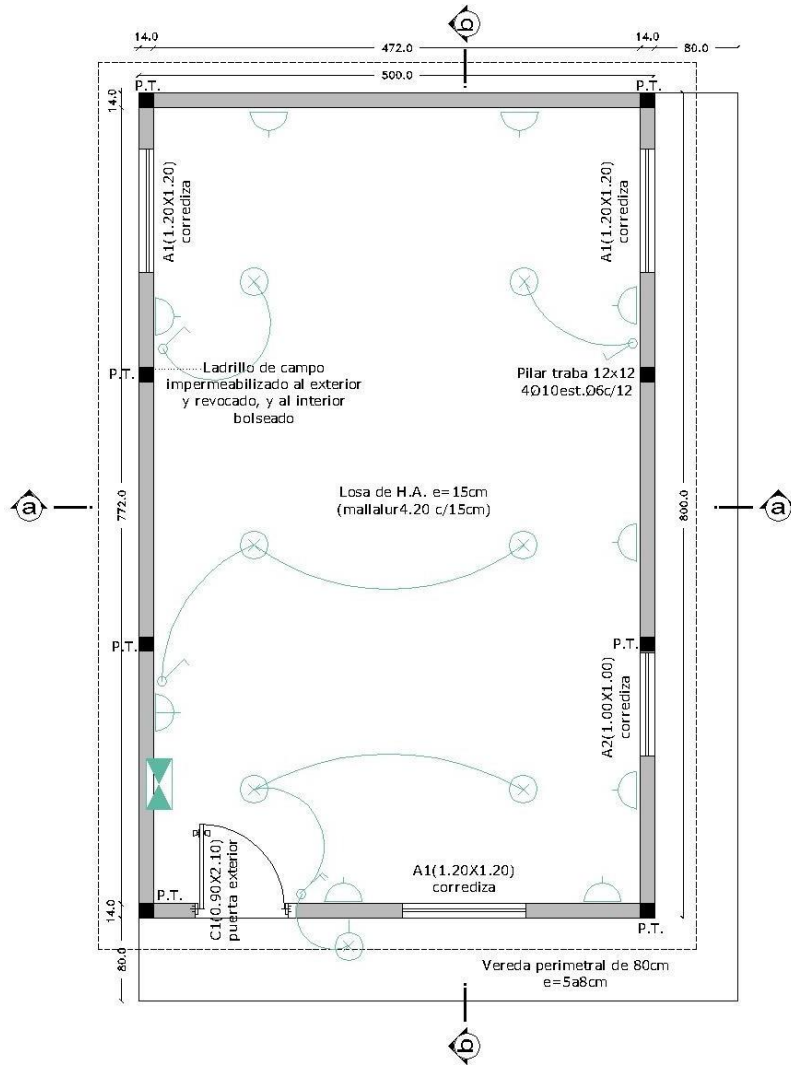 b
14.0
472.0
14.0
80.0
500.0
P.T.
P.T.
14.0
A1(1.20X1.20)
corrediza
A1(1.20X1.20)
corrediza
P.T.
Ladrillo de campo
impermeabilizado al exterior
y revocado, y al interior
bolseado
Pilar traba 12x12
4Ø10est.Ø6c/12
a
772.0
Losa de H.A. e=15cm
(mallalur4.20 c/15cm)
800.0
a
P.T.
P.T.
A2(1.00X1.00)
corrediza
C1(0.90X2.10)
puerta exterior
A1(1.20X1.20)
corrediza
P.T.
14.0
P.T.
80.0
Vereda perimetral de 80cm
e=5a8cm
b